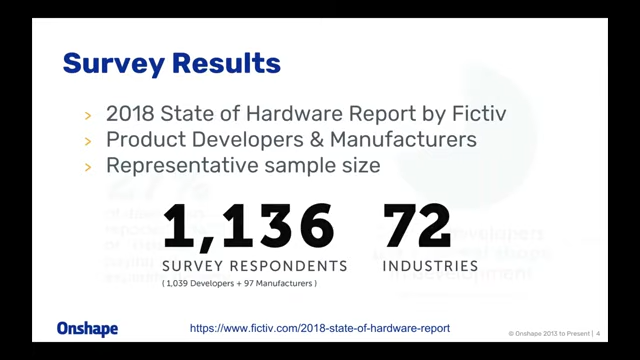 Survey Results
> 2018 State of Hardware Report by Fictiv
> Product Developers & Manufacturers
> Representative sample size
1,136 72
SURVEY RESPONDENTS INDUSTRIES
( 1,039 Developers + 97 Manufacturers )
Onshape https://www.fictiv.com/2018-state-of-hardware-report © Onshape 2013 to Present | 4